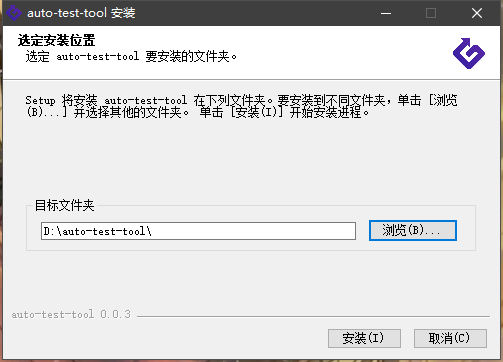 auto-test-tool 安装
选定安装位置
选定 auto-test-tool 要安装的文件夹。
Setup 将安装 auto-test-tool 在下列文件夹。要安装到不同文件夹，单击 [浏览
(B)...] 并选择其他的文件夹。 单击 [安装(I)] 开始安装进程。
目标文件夹
D:\auto-test-tool\
浏览(B)...
auto-test-tool 0.0.3
安装(I)
取消(C)